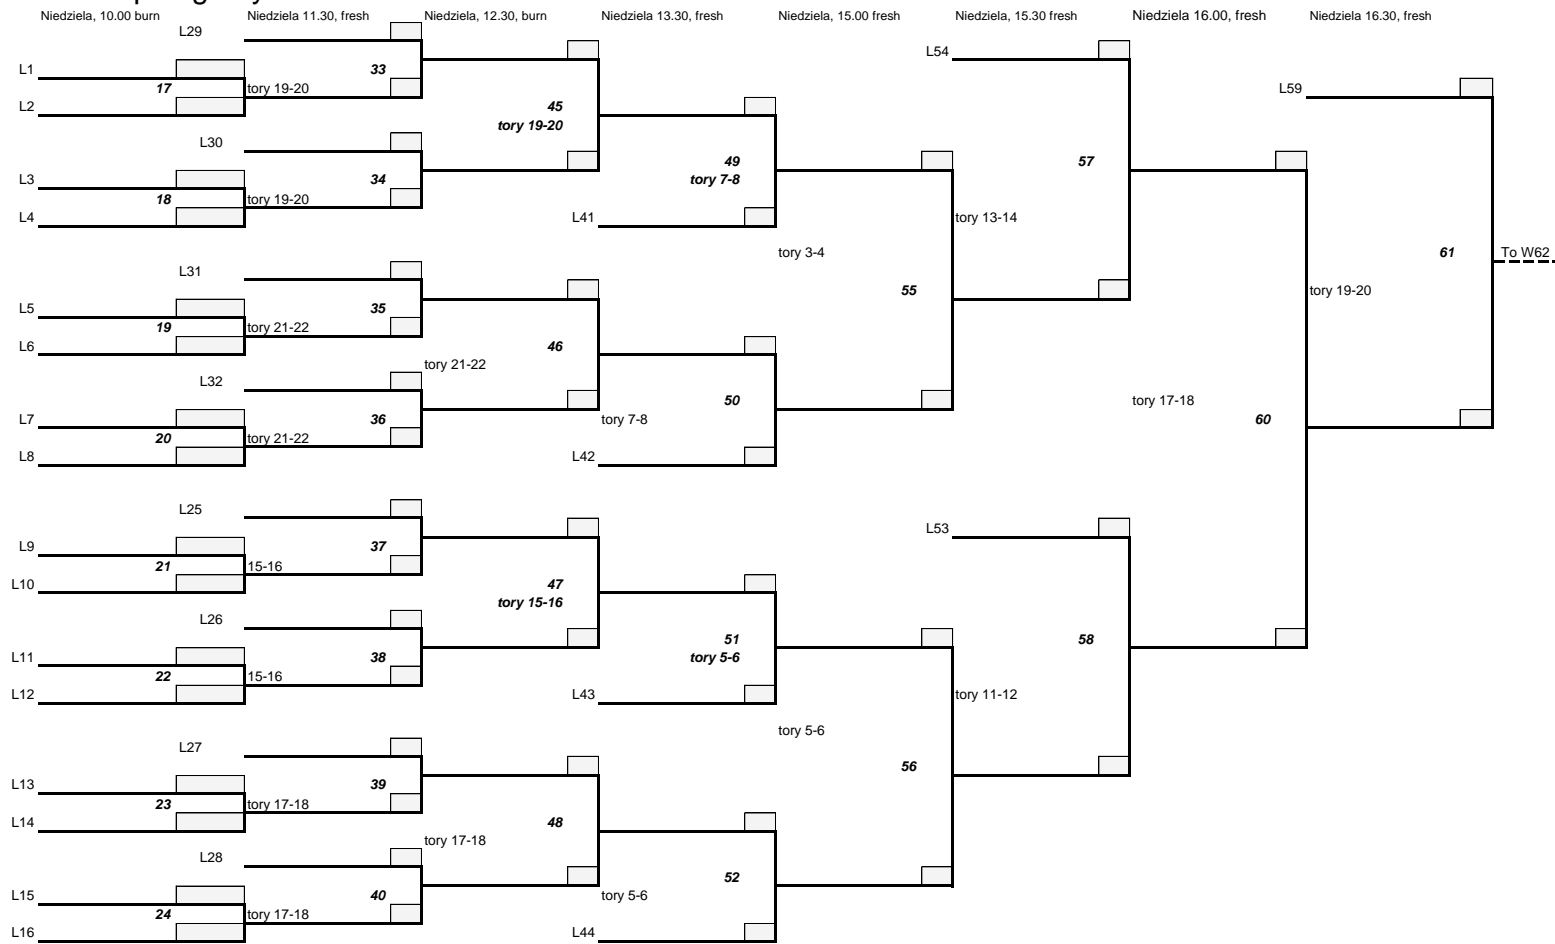 Niedziela, 10.00 burn
Niedziela 11.30, fresh
Niedziela, 12.30, burn
Niedziela 13.30, fresh
Niedziela, 15.00 fresh
Niedziela, 15.30 fresh
Niedziela 16.00, fresh
Niedziela 16.30, fresh
L29
L54
L1
33
17
tory 19-20
L59
L2
45
tory 19-20
L30
49
57
L3
34
tory 7-8
18
tory 19-20
L4
L41
tory 13-14
tory 3-4
61
To W62
L31
55
tory 19-20
L5
35
19
tory 21-22
L6
46
tory 21-22
L32
50
tory 17-18
L7
36
tory 7-8
60
20
tory 21-22
L8
L42
L25
L53
L9
37
21
15-16
L10
47
tory 15-16
L26
51
58
L11
38
tory 5-6
22
15-16
L12
L43
tory 11-12
tory 5-6
L27
56
L13
39
23
tory 17-18
L14
48
tory 17-18
L28
52
L15
40
tory 5-6
24
tory 17-18
L16
L44